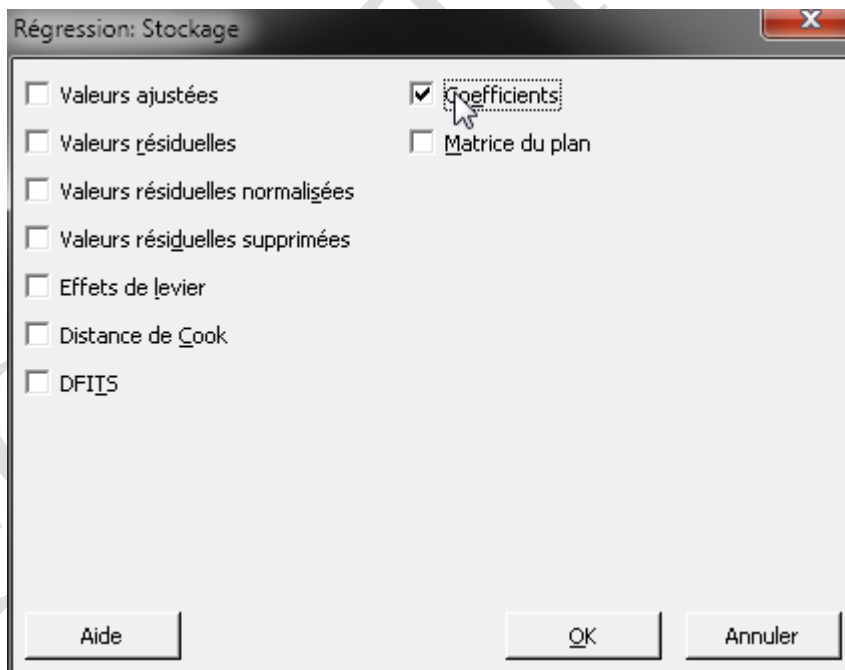 Régression: Stockage
Valeurs ajustées
Valeurs résiduelles
Valeurs résiduelles normalisées
Valeurs résiduelles supprimées
Effets de levier
Distance de Cook
DFITS
Coefficients
Matrice du plan
Aide
OK
Annuler